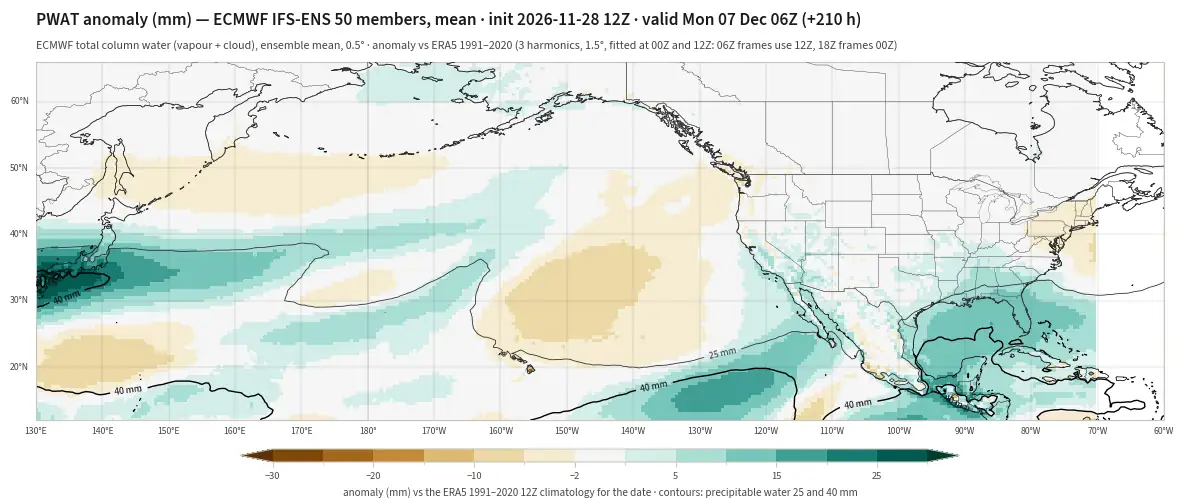 PWAT anomaly (mm) — ECMWF IFS-ENS 50 members, mean · init 2026-11-28 12Z · valid Mon 07 Dec 06Z (+210 h)
ECMWF total column water (vapour + cloud), ensemble mean, 0.5° · anomaly vs ERA5 1991–2020 (3 harmonics, 1.5°, fitted at 00Z and 12Z: 06Z frames use 12Z, 18Z frames 00Z)
60°N
50°N
40°N
30°N
20°N
40 mm
40 mm
25 mm
40 mm
40 mm
130°E 140°E 150°E 160°E 170°E 180° 170°W 160°W 150°W 140°W 130°W 120°W 110°W 100°W 90°W 80°W 70°W 60°W
−30 −20 −10 −2 5 15 25
anomaly (mm) vs the ERA5 1991–2020 12Z climatology for the date · contours: precipitable water 25 and 40 mm